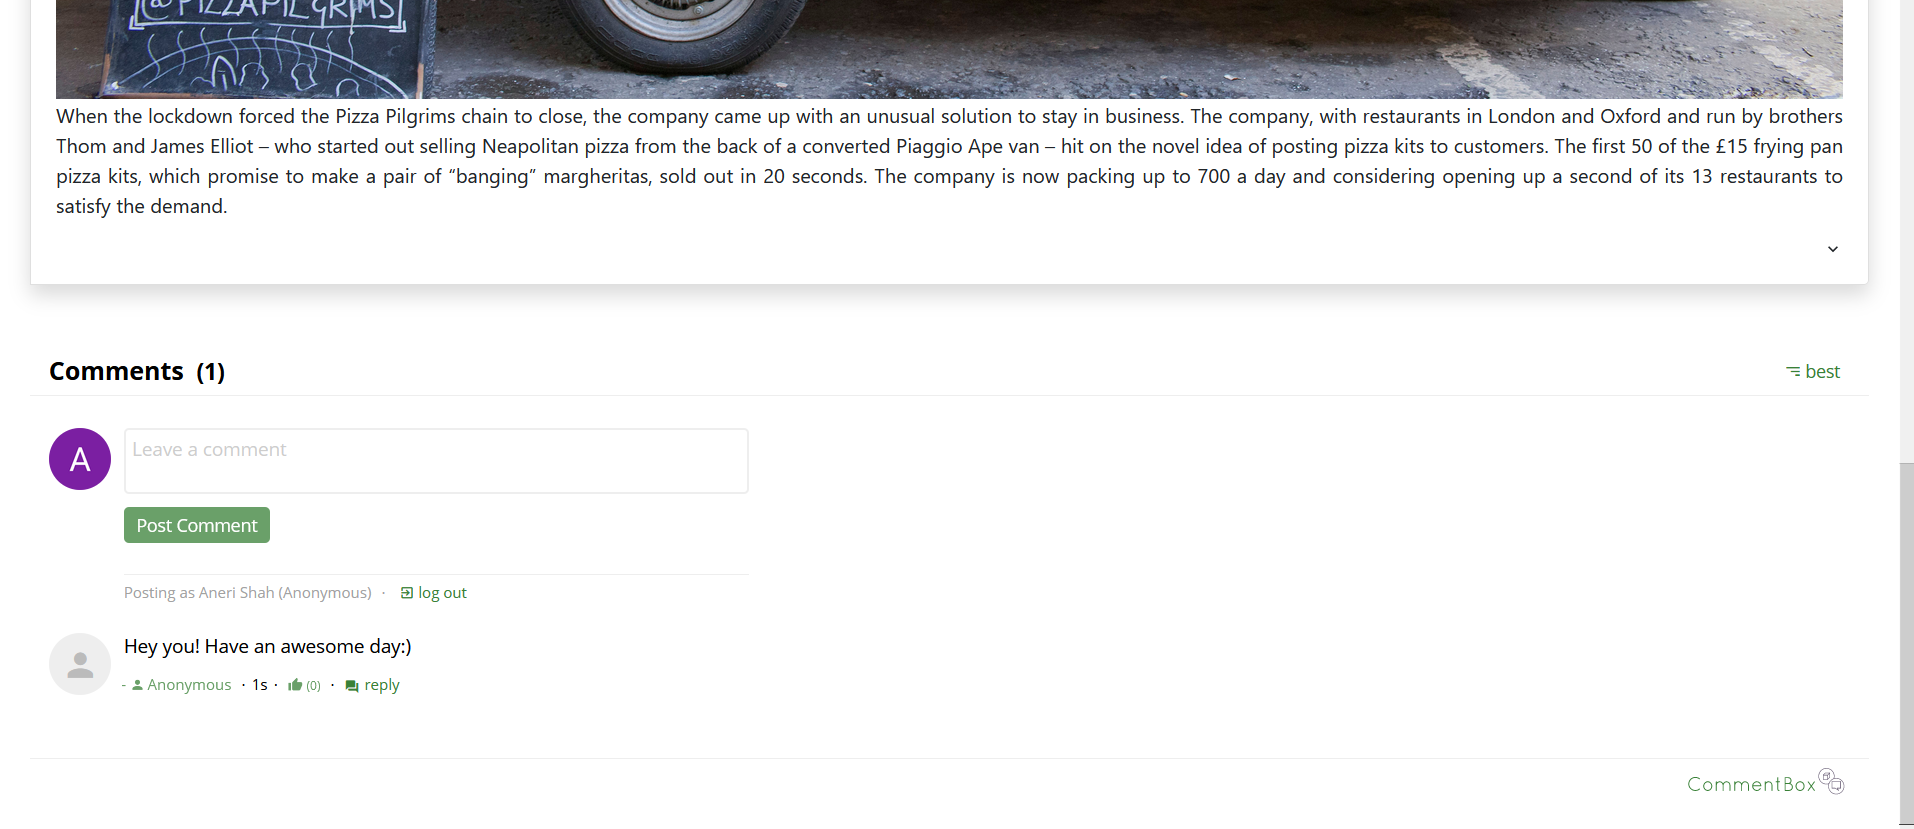 @PIZZAPILGRIMS
When the lockdown forced the Pizza Pilgrims chain to close, the company came up with an unusual solution to stay in business. The company, with restaurants in London and Oxford and run by brothers
Thom and James Elliot – who started out selling Neapolitan pizza from the back of a converted Piaggio Ape van – hit on the novel idea of posting pizza kits to customers. The first 50 of the £15 frying pan
pizza kits, which promise to make a pair of “banging” margheritas, sold out in 20 seconds. The company is now packing up to 700 a day and considering opening up a second of its 13 restaurants to
satisfy the demand.
Comments (1)
best
A
Leave a comment
Post Comment
Posting as Aneri Shah (Anonymous) · log out
Hey you! Have an awesome day:)
- Anonymous · 1s · (0) · reply
CommentBox